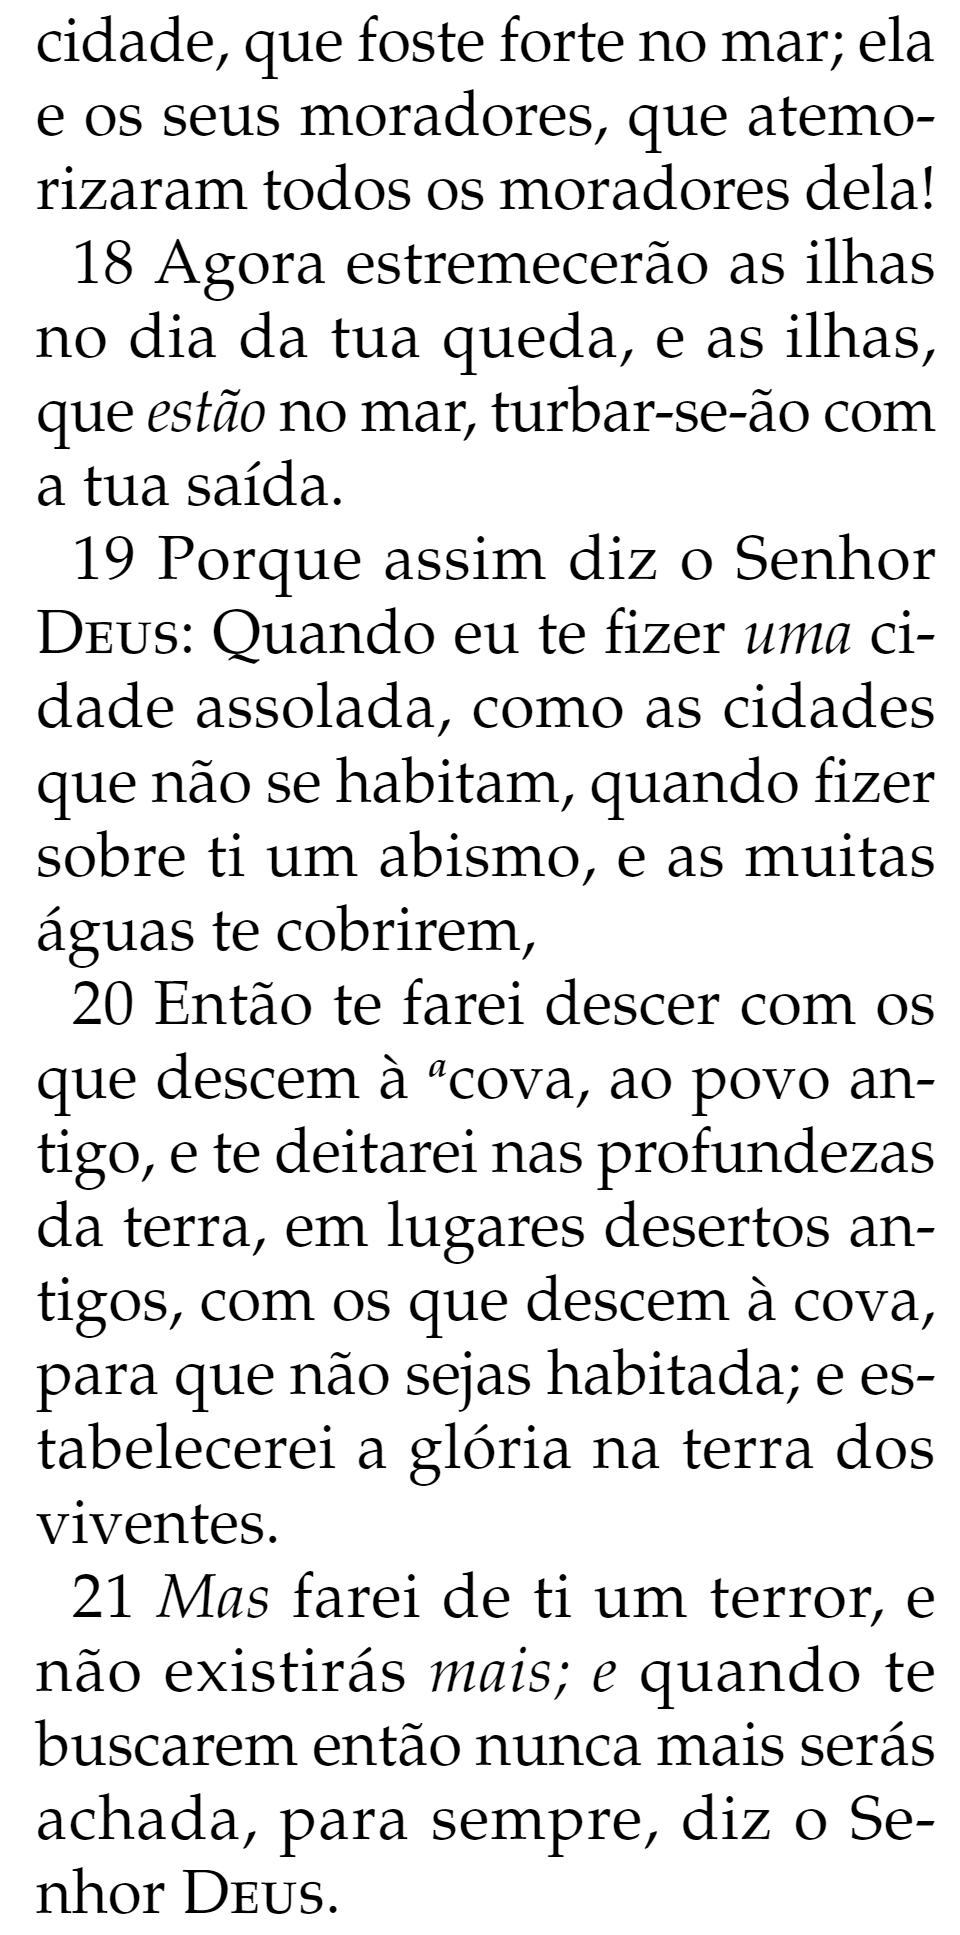 cidade, que foste forte no mar; ela
e os seus moradores, que atemo-
rizaram todos os moradores dela!
18 Agora estremecerão as ilhas
no dia da tua queda, e as ilhas,
que estão no mar, turbar-se-ão com
a tua saída.
19 Porque assim diz o Senhor
DEUS: Quando eu te fizer uma ci-
dade assolada, como as cidades
que não se habitam, quando fizer
sobre ti um abismo, e as muitas
águas te cobrirem,
20 Então te farei descer com os
que descem à ᵃcova, ao povo an-
tigo, e te deitarei nas profundezas
da terra, em lugares desertos an-
tigos, com os que descem à cova,
para que não sejas habitada; e es-
tabelecerei a glória na terra dos
viventes.
21 Mas farei de ti um terror, e
não existirás mais; e quando te
buscarem então nunca mais serás
achada, para sempre, diz o Se-
nhor DEUS.